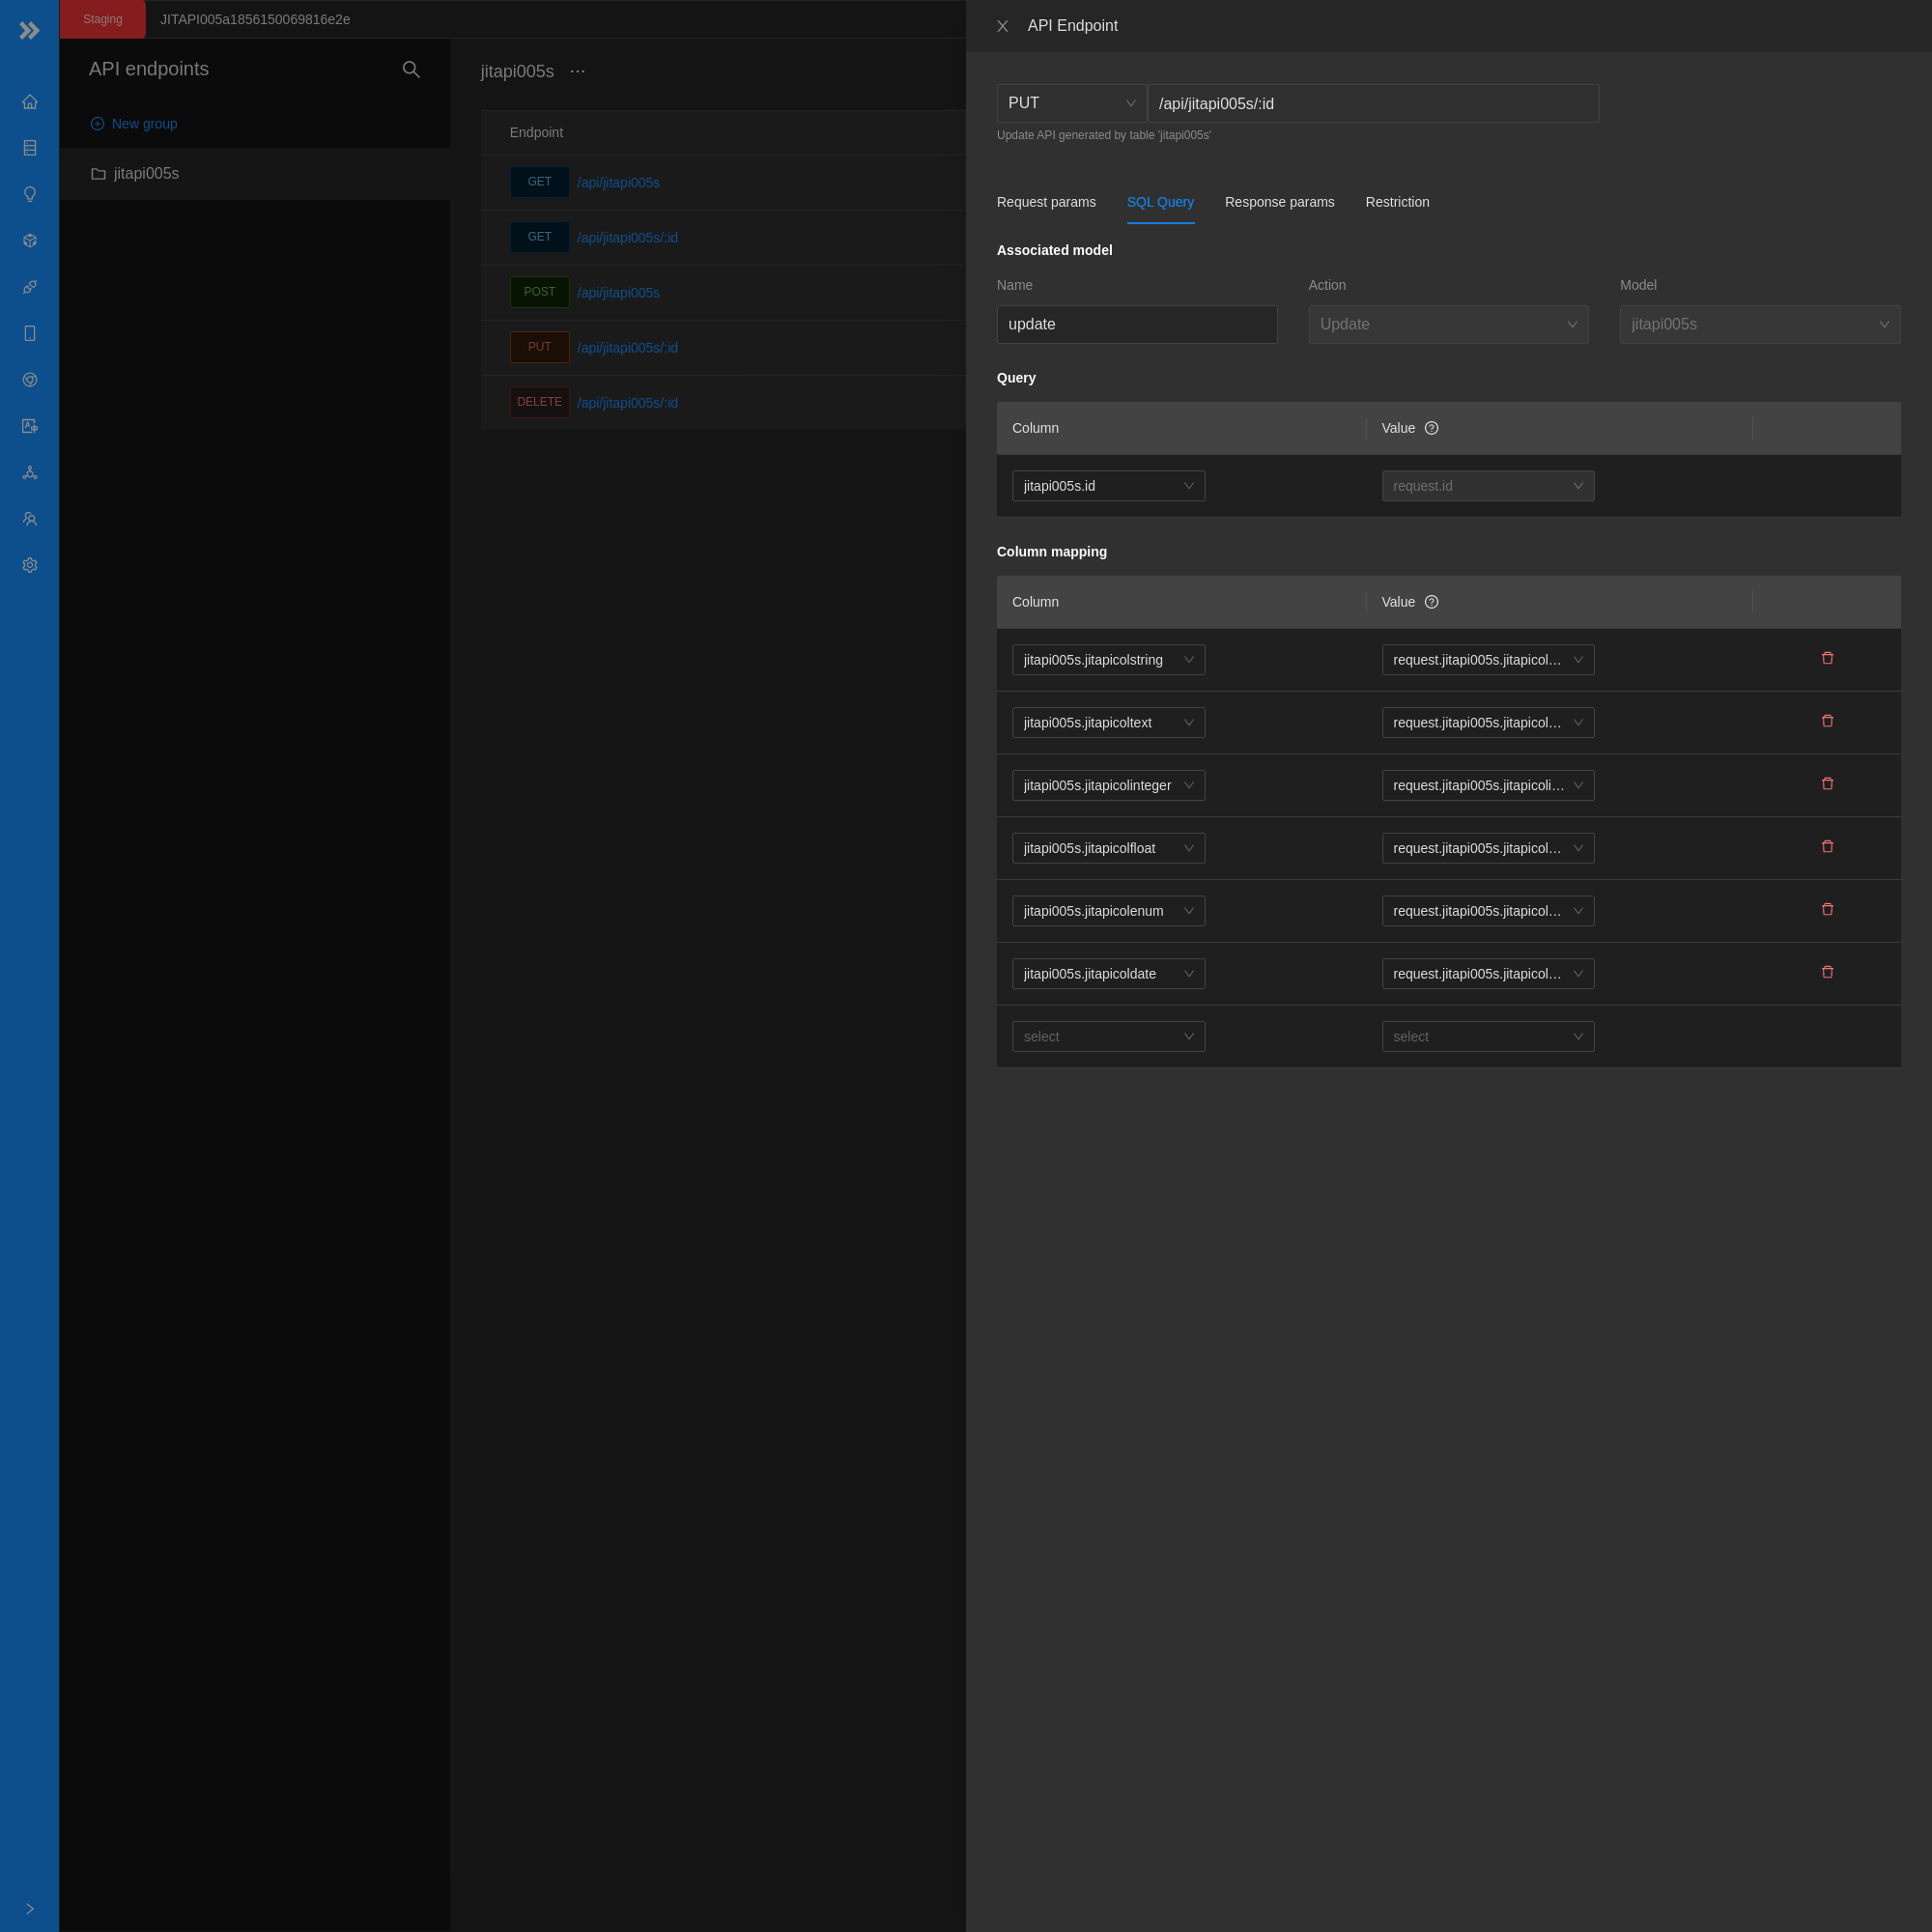 Staging
JITAPI005a1856150069816e2e
API endpoints
New group
jitapi005s
jitapi005s ···
Endpoint
GET /api/jitapi005s
GET /api/jitapi005s/:id
POST /api/jitapi005s
PUT /api/jitapi005s/:id
DELETE /api/jitapi005s/:id
API Endpoint
PUT /api/jitapi005s/:id
Update API generated by table 'jitapi005s'
Request params SQL Query Response params Restriction
Associated model
Name Action Model
update Update jitapi005s
Query
Column Value
jitapi005s.id request.id
Column mapping
Column Value
jitapi005s.jitapicolstring request.jitapi005s.jitapicol…
jitapi005s.jitapicoltext request.jitapi005s.jitapicol…
jitapi005s.jitapicolinteger request.jitapi005s.jitapicoli…
jitapi005s.jitapicolfloat request.jitapi005s.jitapicol…
jitapi005s.jitapicolenum request.jitapi005s.jitapicol…
jitapi005s.jitapicoldate request.jitapi005s.jitapicol…
select select